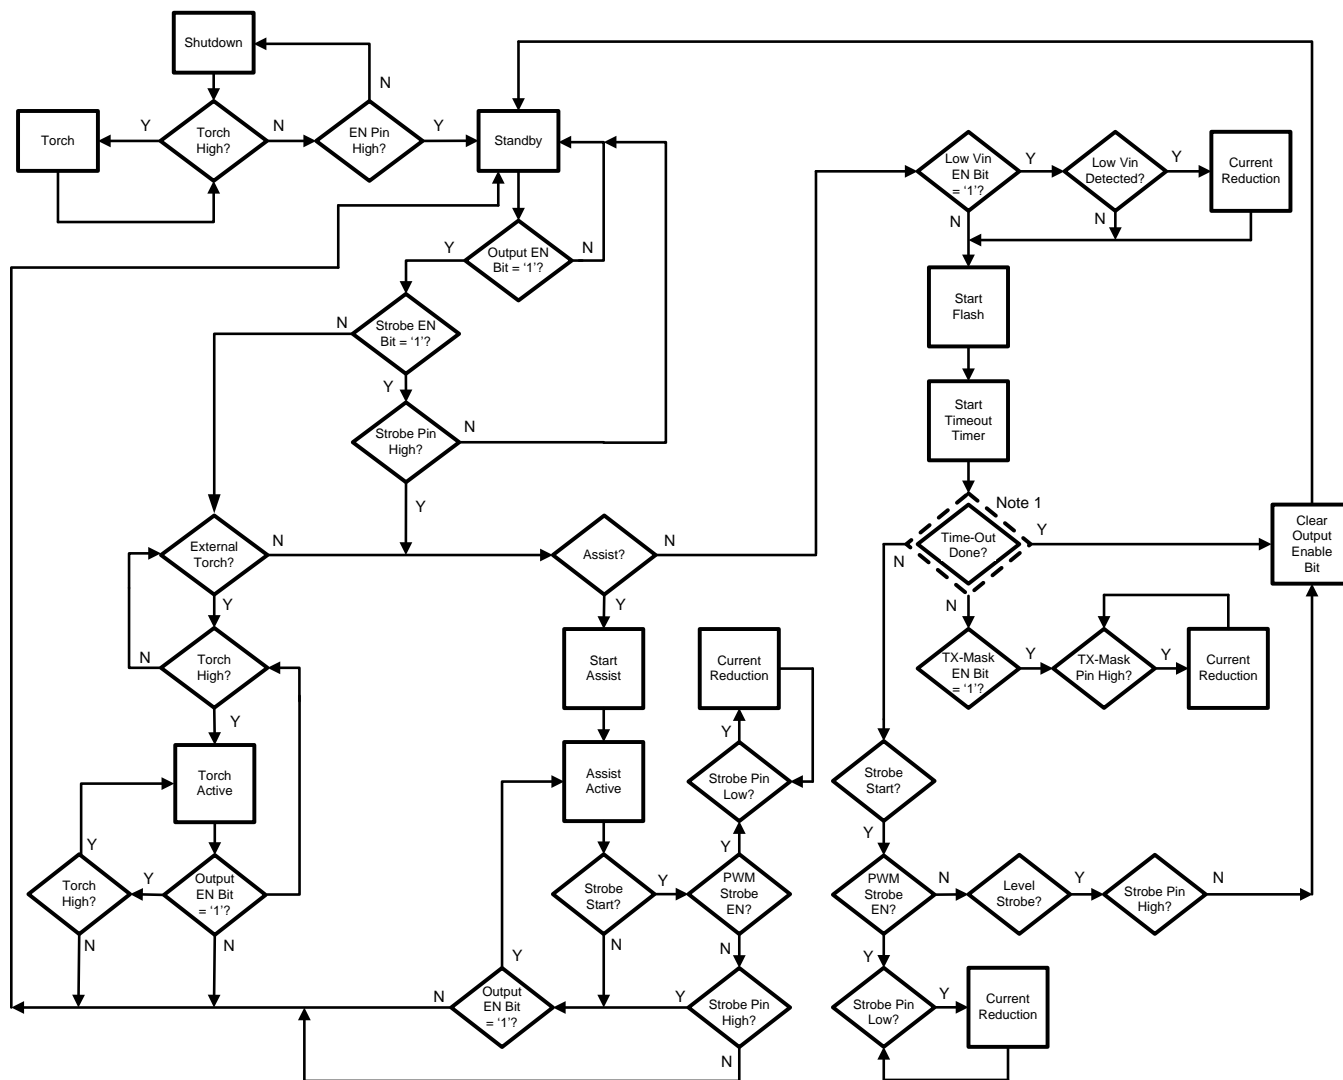 Shutdown
N
Torch
Y
Torch
High?
N
EN Pin
High?
Y
Standby
Low Vin
EN Bit
= ‘1’?
Y
Low Vin
Detected?
Y
Current
Reduction
N
N
Y
Output EN
Bit = ‘1’?
N
Start
Flash
N
Strobe EN
Bit = ‘1’?
Y
Start
Timeout
Timer
Strobe Pin
High?
N
Y
Note 1
External
Torch?
N
Assist?
N
Time-Out
Done?
Y
N
Clear
Output
Enable
Bit
Y
Y
N
Start
Assist
N
Torch
High?
Current
Reduction
TX-Mask
EN Bit
= ‘1’?
Y
TX-Mask
Pin High?
Y
Current
Reduction
Y
Y
Torch
Active
Assist
Active
Strobe Pin
Low?
Strobe
Start?
Y
Y
Y
Torch
High?
Y
Output
EN Bit
= ‘1’?
Strobe
Start?
Y
PWM
Strobe
EN?
PWM
Strobe
EN?
N
Level
Strobe?
Y
Strobe Pin
High?
N
N
N
N
N
Y
Y
N
Output
EN Bit
= ‘1’?
Y
Strobe Pin
High?
Strobe Pin
Low?
Y
Current
Reduction
N